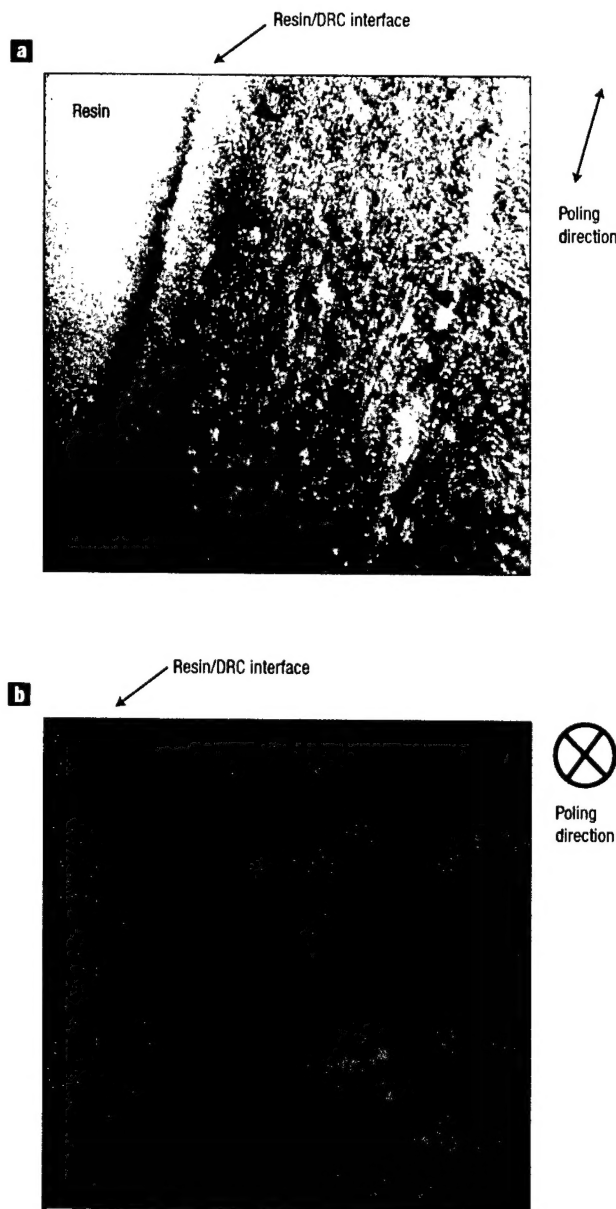 Resin/DRC interface
a
Resin
Poling
direction
Resin/DRC interface
b
Poling
direction